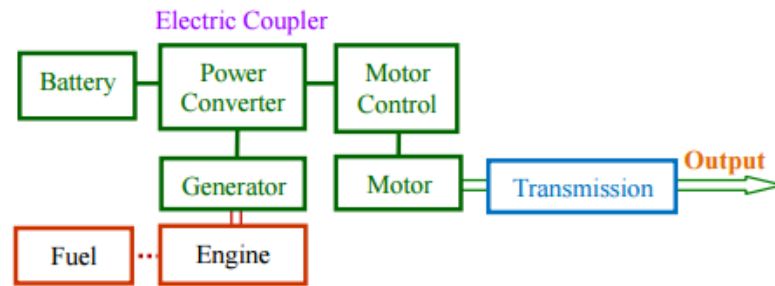 Electric Coupler
Battery
Power
Converter
Motor
Control
Generator
Motor
Transmission
Output
Fuel
Engine